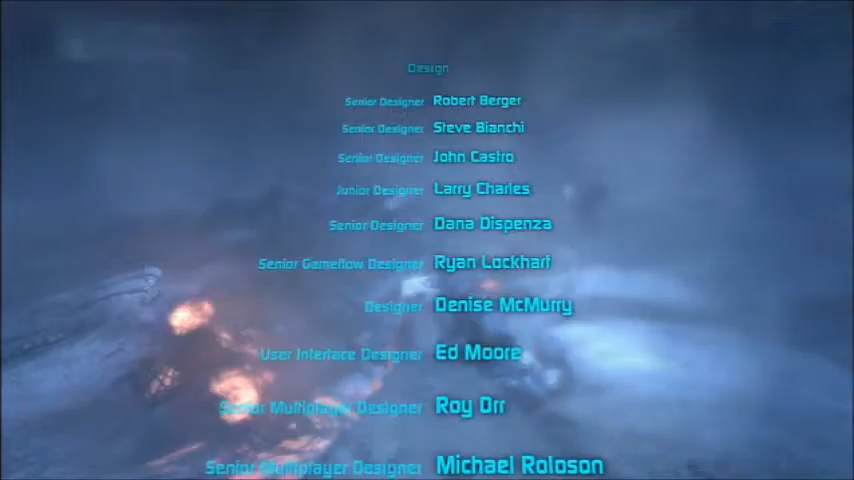 Design
Senior Designer Robert Berger
Senior Designer Steve Bianchi
Senior Designer John Castro
Junior Designer Larry Charles
Senior Designer Dana Dispenza
Senior Gameflow Designer Ryan Lockhart
Designer Denise McMurry
User Interface Designer Ed Moore
Senior Multiplayer Designer Roy Orr
Senior Multiplayer Designer Michael Roloson